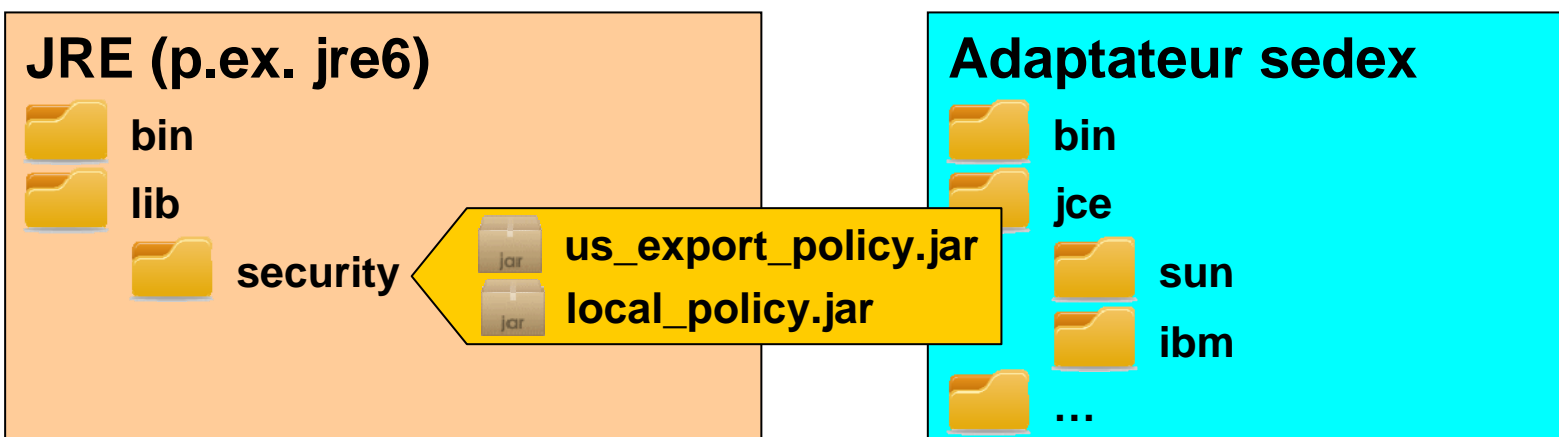 JRE (p.ex. jre6)
bin
lib
security
jar
us_export_policy.jar
jar
local_policy.jar
Adaptateur sedex
bin
jce
sun
ibm
…